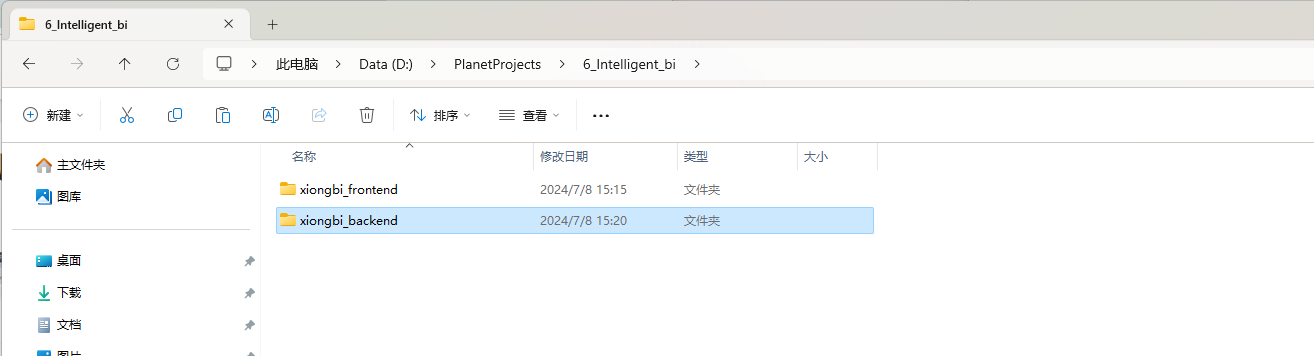 6_Intelligent_bi
此电脑 Data (D:) PlanetProjects 6_Intelligent_bi
新建 排序 查看
名称 修改日期 类型 大小
主文件夹
图库
xiongbi_frontend 2024/7/8 15:15 文件夹
xiongbi_backend 2024/7/8 15:20 文件夹
桌面
下载
文档
图片